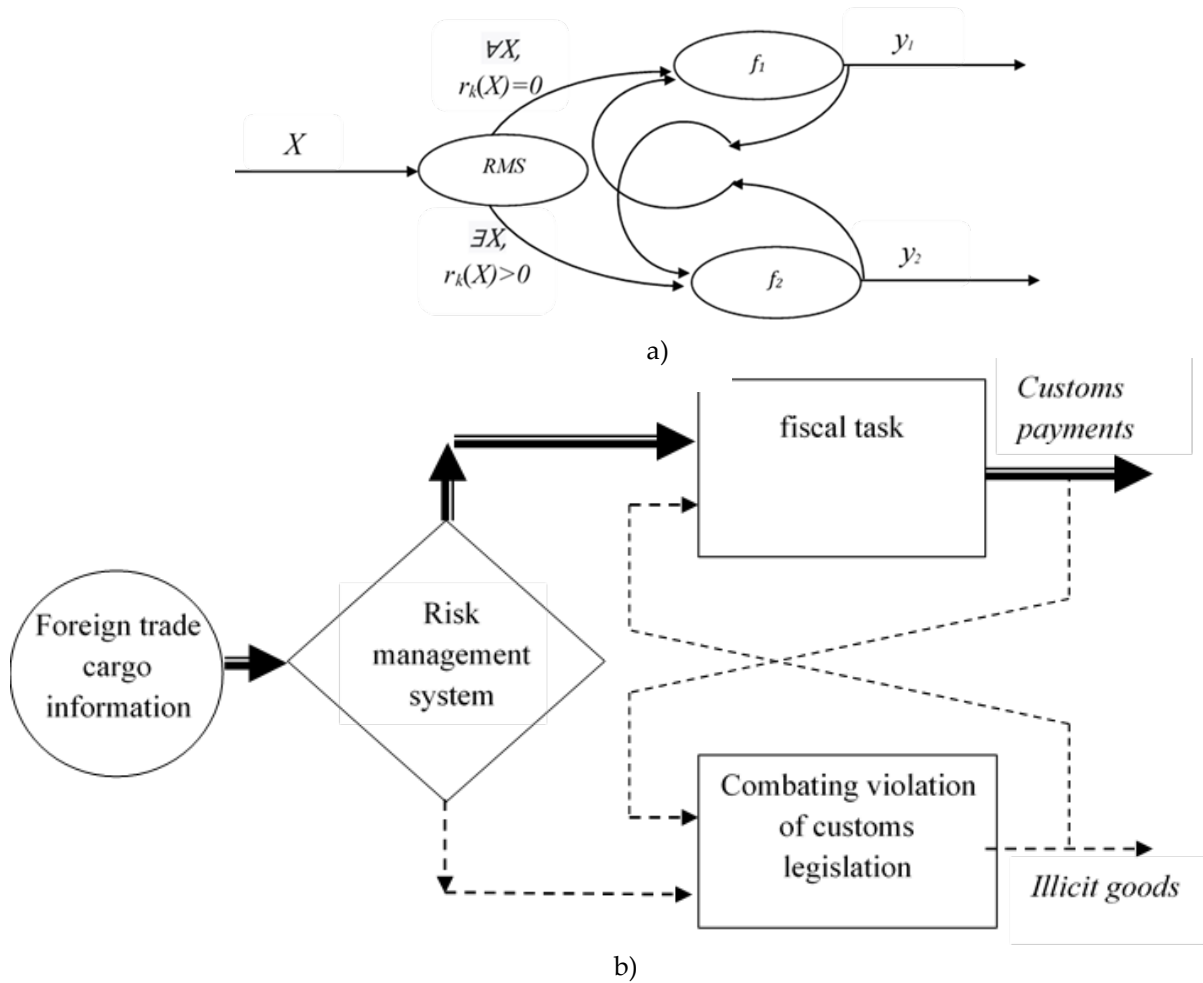 ∀X,
rₖ(X)=0
f₁
y₁
X
RMS
∃X,
rₖ(X)>0
f₂
y₂
a)
Customs
payments
fiscal task
Foreign trade
cargo
information
Risk
management
system
Combating violation
of customs
legislation
Illicit goods
b)